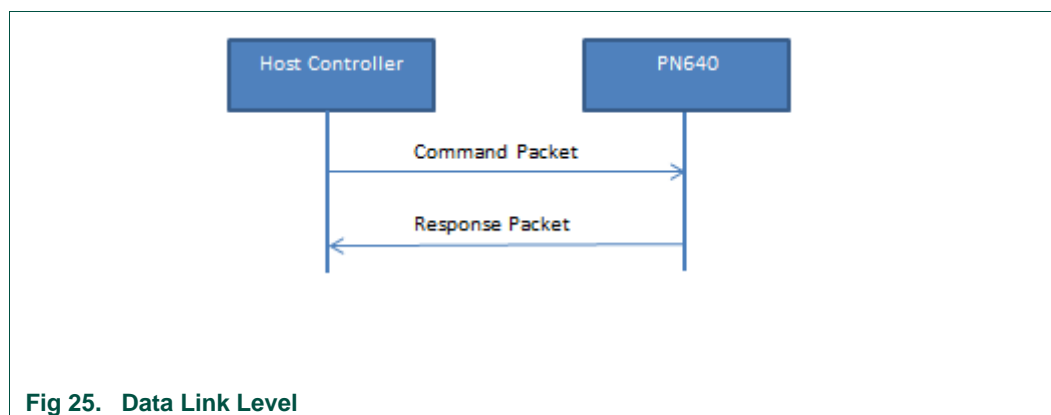 Host Controller
PN640
Command Packet
Response Packet
Fig 25. Data Link Level